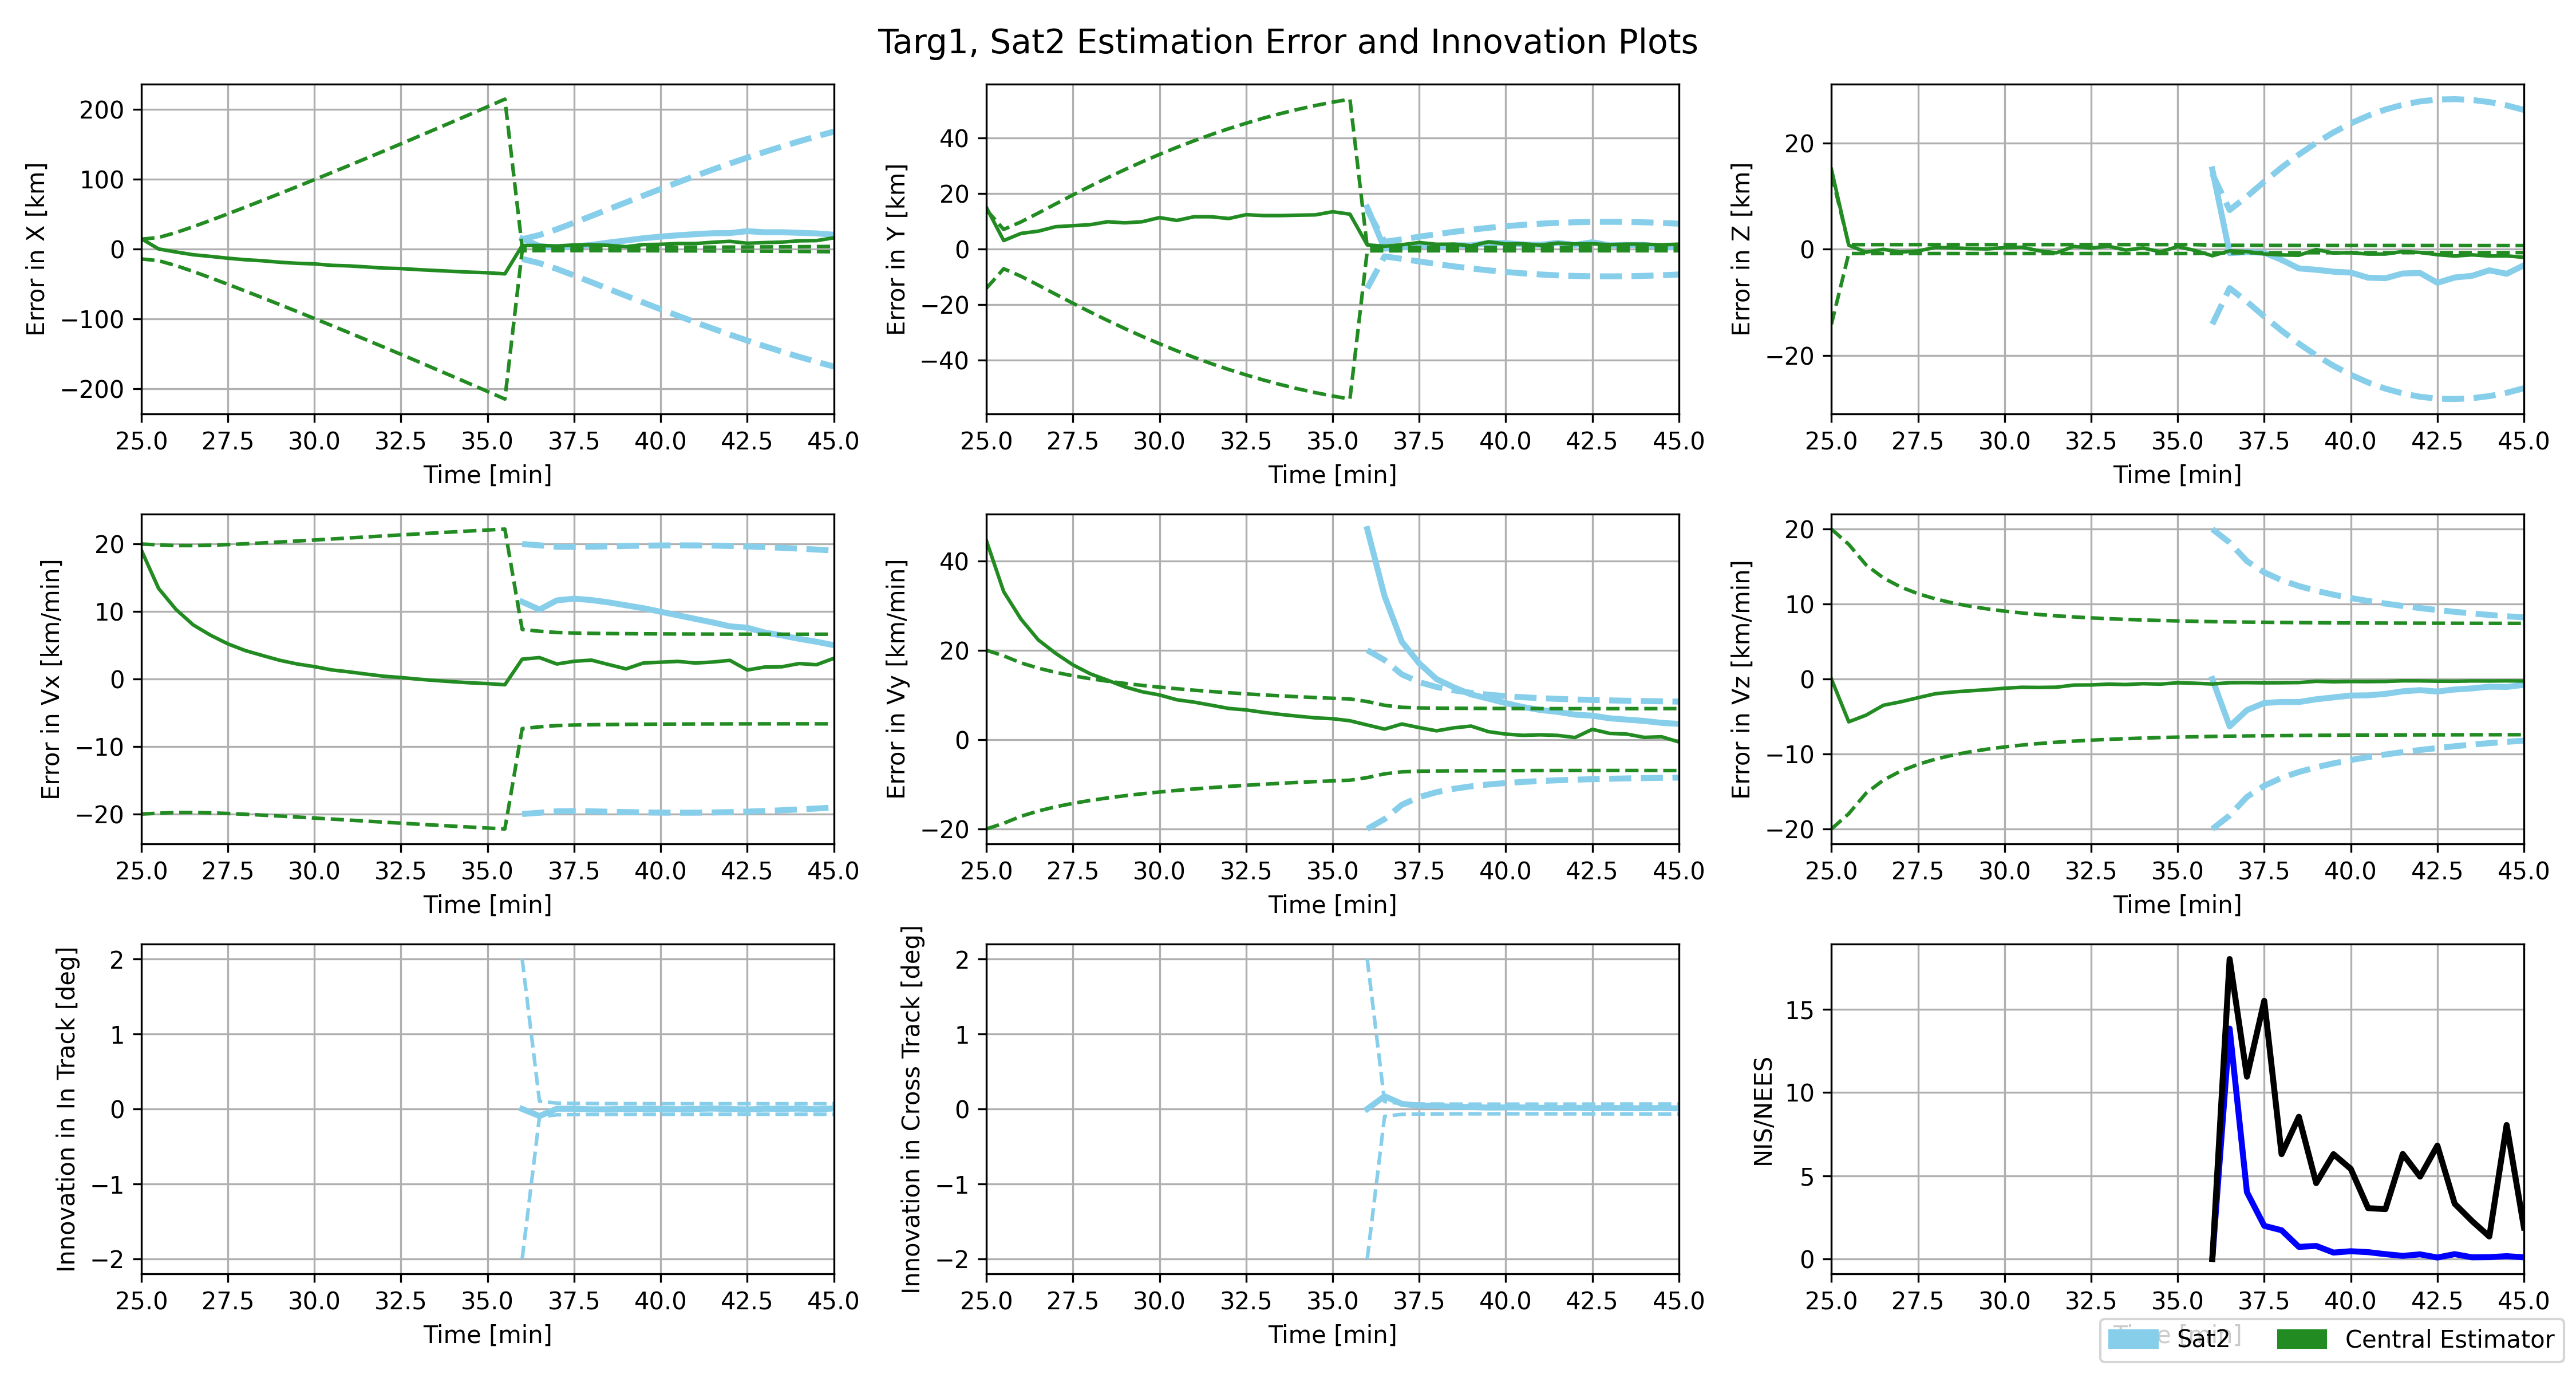 Targ1, Sat2 Estimation Error and Innovation Plots
Error in X [km]
200
100
0
−100
−200
25.0 27.5 30.0 32.5 35.0 37.5 40.0 42.5 45.0
Time [min]
Error in Y [km]
40
20
0
−20
−40
25.0 27.5 30.0 32.5 35.0 37.5 40.0 42.5 45.0
Time [min]
Error in Z [km]
20
0
−20
25.0 27.5 30.0 32.5 35.0 37.5 40.0 42.5 45.0
Time [min]
Error in Vx [km/min]
20
10
0
−10
−20
25.0 27.5 30.0 32.5 35.0 37.5 40.0 42.5 45.0
Time [min]
Error in Vy [km/min]
40
20
0
−20
25.0 27.5 30.0 32.5 35.0 37.5 40.0 42.5 45.0
Time [min]
Error in Vz [km/min]
20
10
0
−10
−20
25.0 27.5 30.0 32.5 35.0 37.5 40.0 42.5 45.0
Time [min]
Innovation in In Track [deg]
2
1
0
−1
−2
25.0 27.5 30.0 32.5 35.0 37.5 40.0 42.5 45.0
Time [min]
Innovation in Cross Track [deg]
2
1
0
−1
−2
25.0 27.5 30.0 32.5 35.0 37.5 40.0 42.5 45.0
Time [min]
NIS/NEES
15
10
5
0
25.0 27.5 30.0 32.5 35.0 37.5 40.0 42.5 45.0
Time [min]
Sat2 Central Estimator